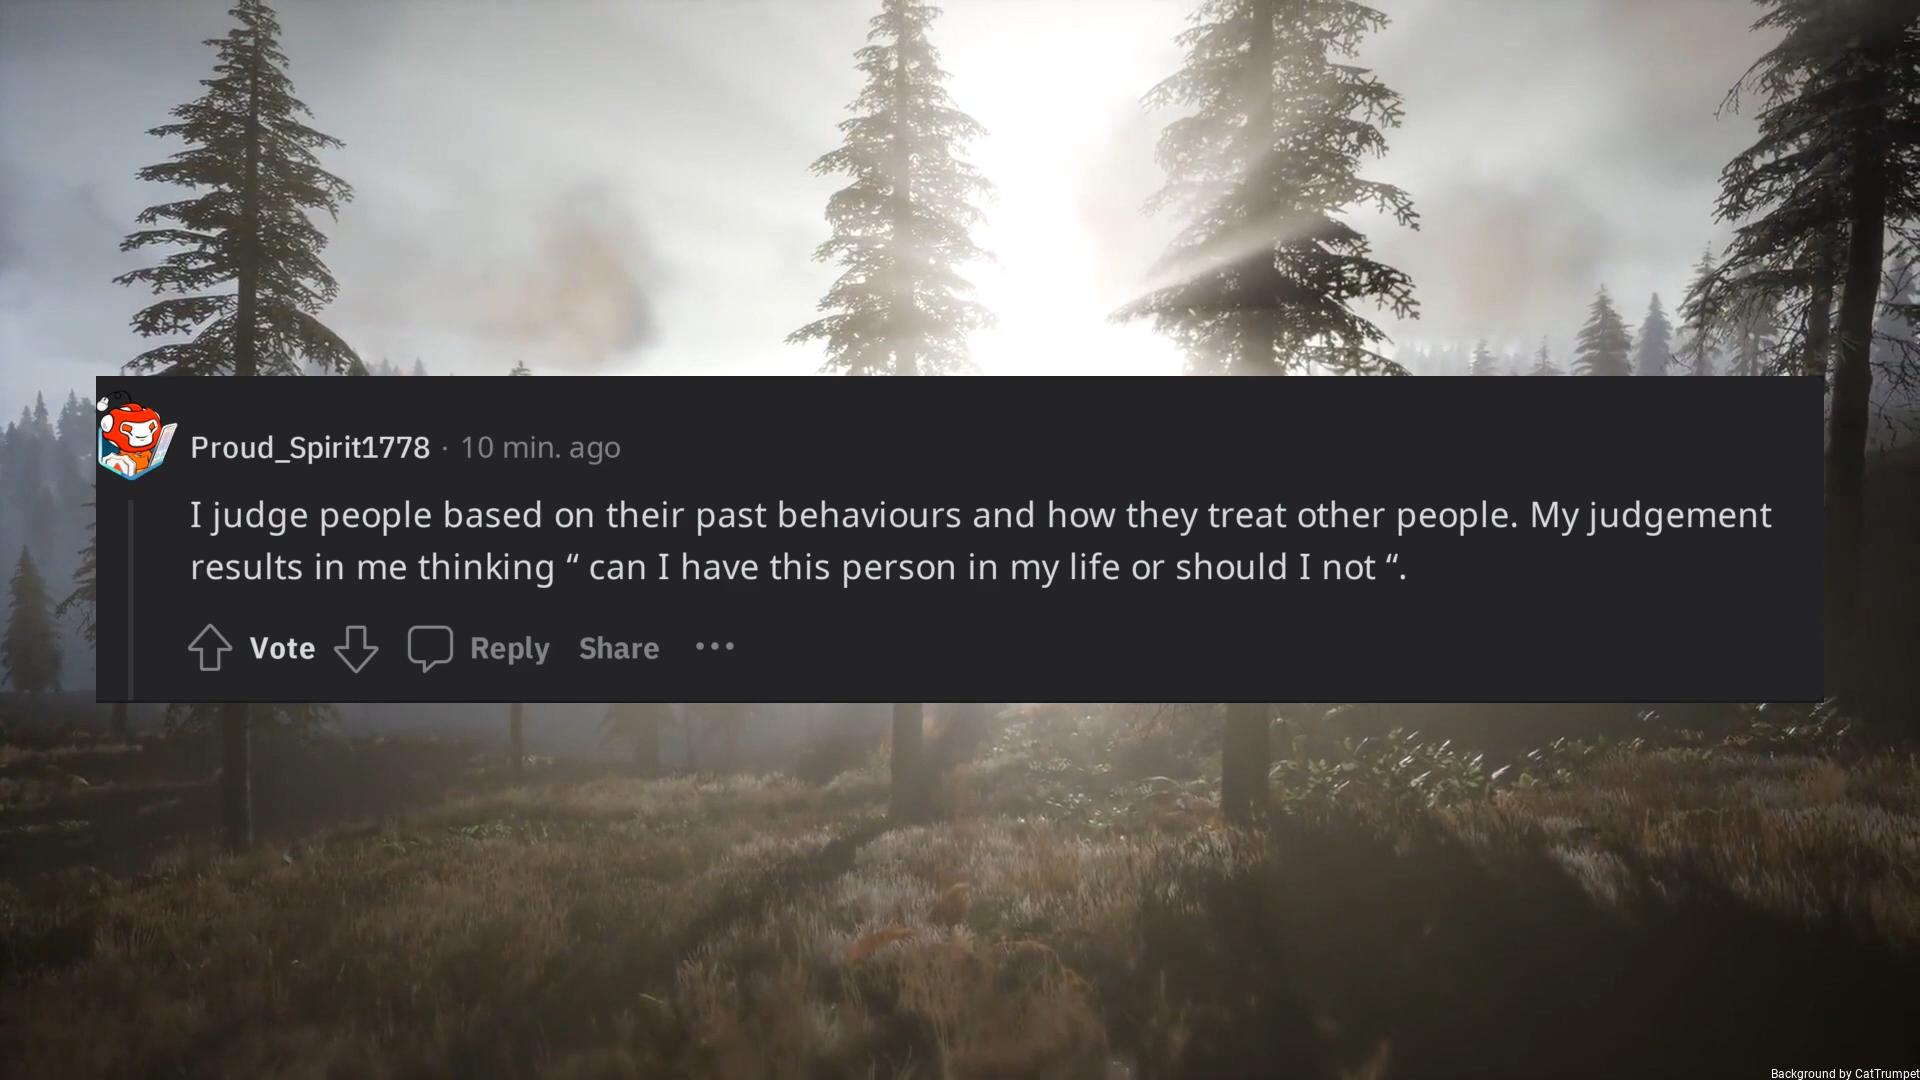 Proud_Spirit1778 · 10 min. ago
I judge people based on their past behaviours and how they treat other people. My judgement
results in me thinking “ can I have this person in my life or should I not “.
Vote Reply Share ···
Background by CatTrumpet